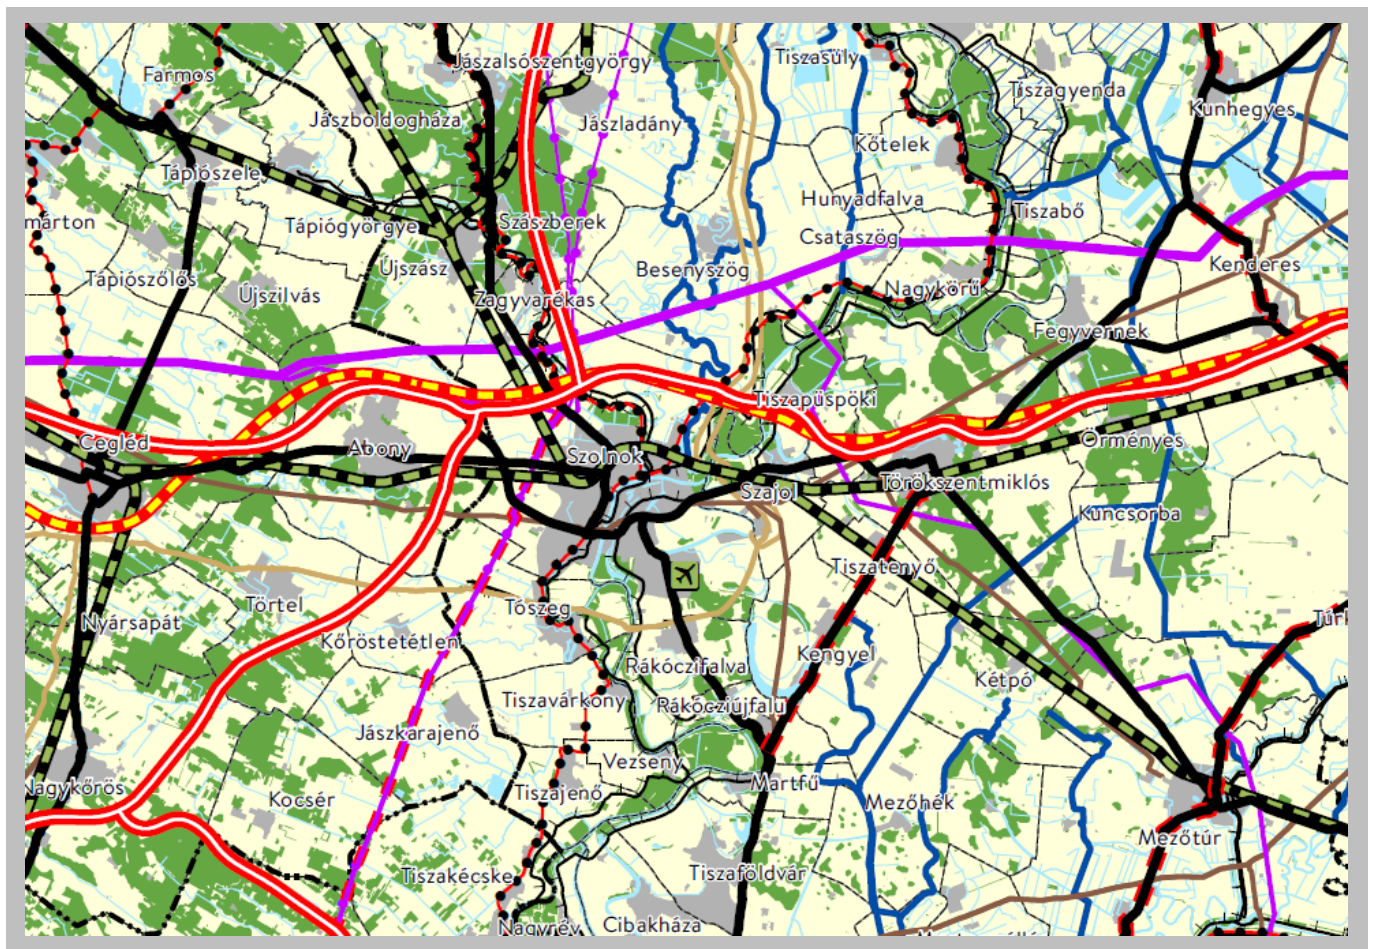 Jászalsószentgyörgy
Tiszasüly
Farmos
Tiszagyenda
Kunhegyes
Jászboldogháza
Jászladány
Kőtelek
Tápiószele
Hunyadfalva
Tiszabő
márton
Tápiógyörgye
Szászberek
Csataszög
Újszász
Besenyszög
Kenderes
Tápiószőlős
Újszilvás
Zagyvarékas
Nagykörű
Fegyvernek
Tiszapüspöki
Cegléd
Abony
Szolnok
Örményes
Szajol
Törökszentmiklós
Kuncsorba
Tiszatenyő
Törtel
Tószeg
Nyársapát
Kőröstetétlen
Túrk
Kengyel
Rákóczifalva
Kétpó
Tiszavárkony
Rákócziújfalu
Jászkarajenő
Vezseny
Martfű
Nagykőrös
Kocsér
Tiszajenő
Mezőhék
Mezőtúr
Tiszakécske
Tiszaföldvár
Nagyrév
Cibakháza